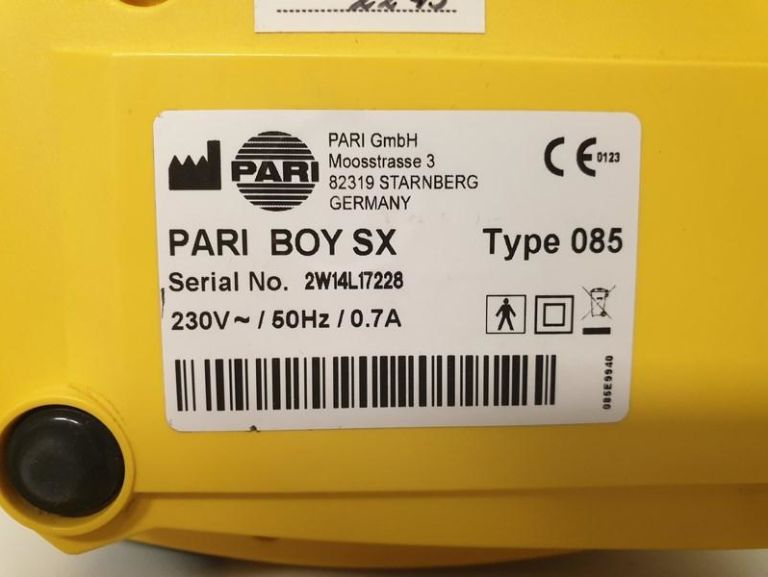 PARI
PARI GmbH
Moosstrasse 3
82319 STARNBERG
GERMANY
CE 0123
PARI BOY SX
Type 085
Serial No. 2W14L17228
230V~ / 50Hz / 0.7A
085E9940